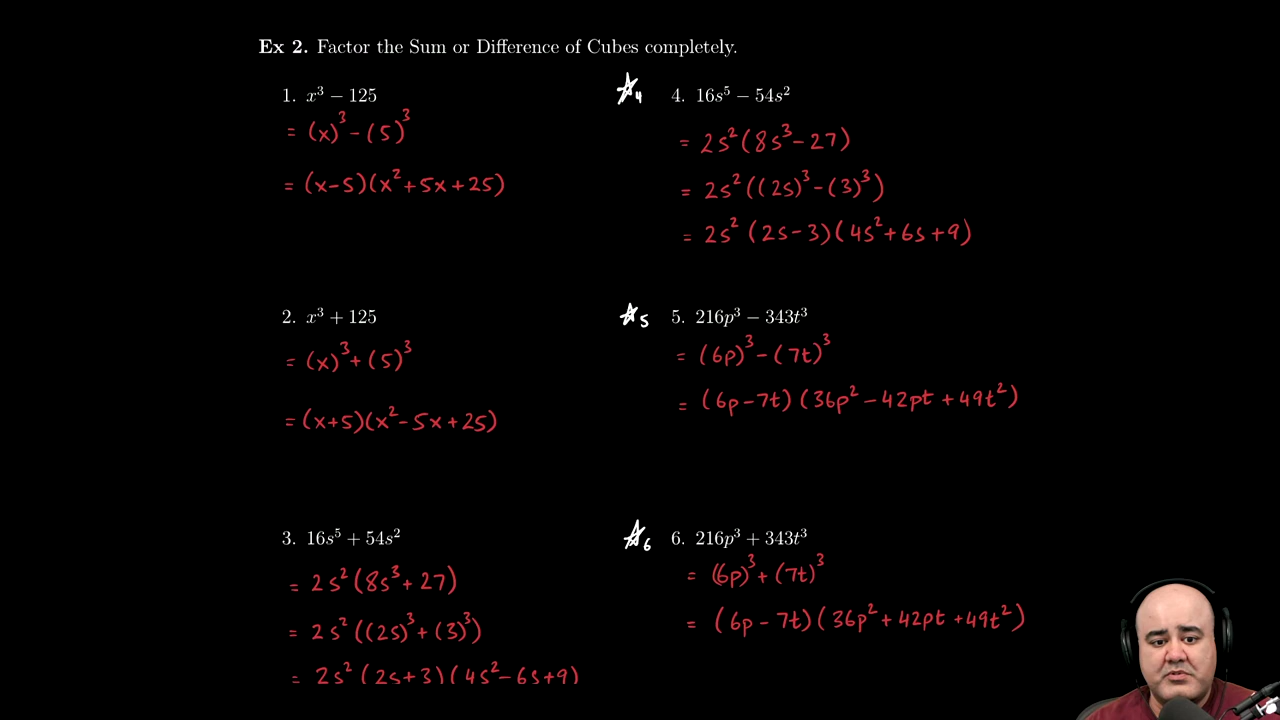 Ex 2. Factor the Sum or Difference of Cubes completely.
1. x³ − 125
= (x)³ − (5)³
= (x−5)(x²+5x+25)
2. x³ + 125
= (x)³ + (5)³
= (x+5)(x²−5x+25)
3. 16s⁵ + 54s²
= 2s²(8s³+27)
= 2s²((2s)³+(3)³)
= 2s²(2s+3)(4s²−6s+9)
☆4 4. 16s⁵ − 54s²
= 2s²(8s³−27)
= 2s²((2s)³−(3)³)
= 2s²(2s−3)(4s²+6s+9)
☆5 5. 216p³ − 343t³
= (6p)³−(7t)³
= (6p−7t)(36p²−42pt+49t²)
☆6 6. 216p³ + 343t³
= (6p)³+(7t)³
= (6p−7t)(36p²+42pt+49t²)